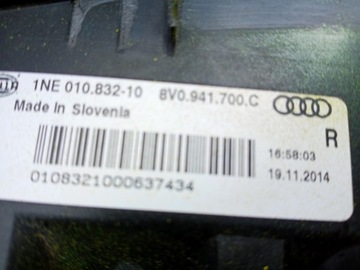 1NE 010.832-10 8V0.941.700.C
Made in Slovenia
R
16:58:03
0108321000637434 19.11.2014